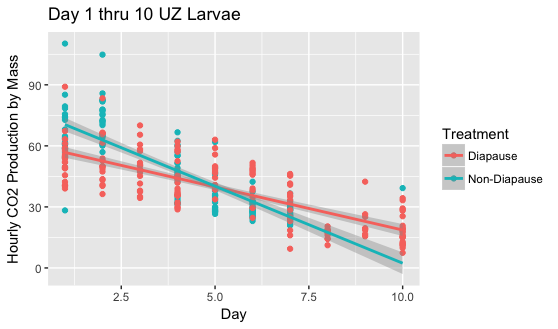 Day 1 thru 10 UZ Larvae
Hourly CO2 Production by Mass
90
60
30
0
2.5
5.0
7.5
10.0
Day
Treatment
Diapause
Non-Diapause